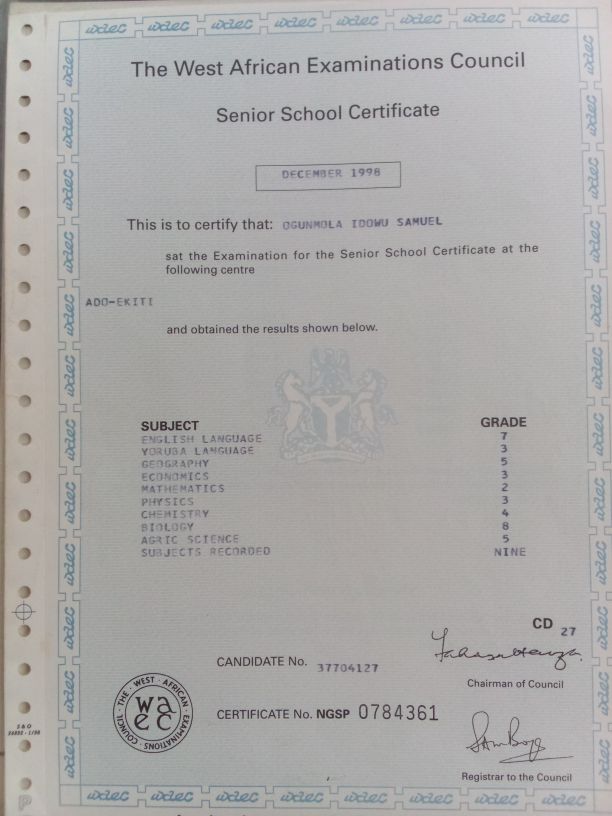 waec waec waec waec waec waec waec waec
The West African Examinations Council
Senior School Certificate
DECEMBER 1998
This is to certify that: OGUNMOLA IDOWU SAMUEL
sat the Examination for the Senior School Certificate at the
following centre
ADO-EKITI
and obtained the results shown below.
SUBJECT GRADE
ENGLISH LANGUAGE 7
YORUBA LANGUAGE 3
GEOGRAPHY 5
ECONOMICS 3
MATHEMATICS 2
PHYSICS 3
CHEMISTRY 4
BIOLOGY 8
AGRIC SCIENCE 5
SUBJECTS RECORDED NINE
CD 27
CANDIDATE No. 37704127
Chairman of Council
THE · WEST · AFRICAN · EXAMINATIONS · COUNCIL ·
wa
ec
CERTIFICATE No. NGSP 0784361
Registrar to the Council
waec waec waec waec waec waec waec waec